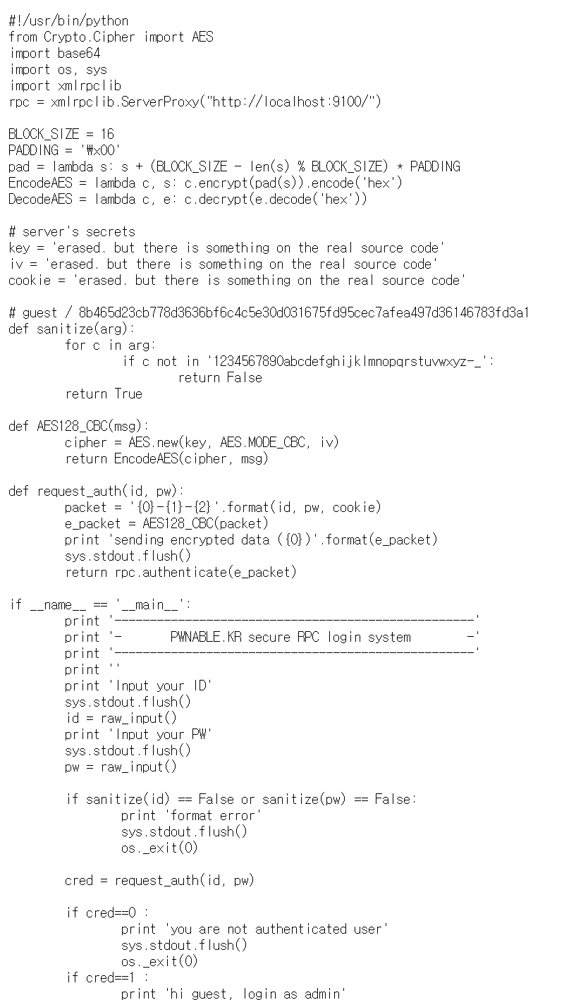 #!/usr/bin/python
from Crypto.Cipher import AES
import base64
import os, sys
import xmlrpclib
rpc = xmlrpclib.ServerProxy("http://localhost:9100/")

BLOCK_SIZE = 16
PADDING = '₩x00'
pad = lambda s: s + (BLOCK_SIZE - len(s) % BLOCK_SIZE) * PADDING
EncodeAES = lambda c, s: c.encrypt(pad(s)).encode('hex')
DecodeAES = lambda c, e: c.decrypt(e.decode('hex'))

# server's secrets
key = 'erased. but there is something on the real source code'
iv = 'erased. but there is something on the real source code'
cookie = 'erased. but there is something on the real source code'

# guest / 8b465d23cb778d3636bf6c4c5e30d031675fd95cec7afea497d36146783fd3a1
def sanitize(arg):
        for c in arg:
                if c not in '1234567890abcdefghijklmnopqrstuvwxyz-_':
                        return False
        return True

def AES128_CBC(msg):
        cipher = AES.new(key, AES.MODE_CBC, iv)
        return EncodeAES(cipher, msg)

def request_auth(id, pw):
        packet = '{0}-{1}-{2}'.format(id, pw, cookie)
        e_packet = AES128_CBC(packet)
        print 'sending encrypted data ({0})'.format(e_packet)
        sys.stdout.flush()
        return rpc.authenticate(e_packet)

if __name__ == '__main__':
        print '---------------------------------------------------'
        print '-       PWNABLE.KR secure RPC login system        -'
        print '---------------------------------------------------'
        print ''
        print 'Input your ID'
        sys.stdout.flush()
        id = raw_input()
        print 'Input your PW'
        sys.stdout.flush()
        pw = raw_input()

        if sanitize(id) == False or sanitize(pw) == False:
                print 'format error'
                sys.stdout.flush()
                os._exit(0)

        cred = request_auth(id, pw)

        if cred==0 :
                print 'you are not authenticated user'
                sys.stdout.flush()
                os._exit(0)
        if cred==1 :
                print 'hi guest, login as admin'